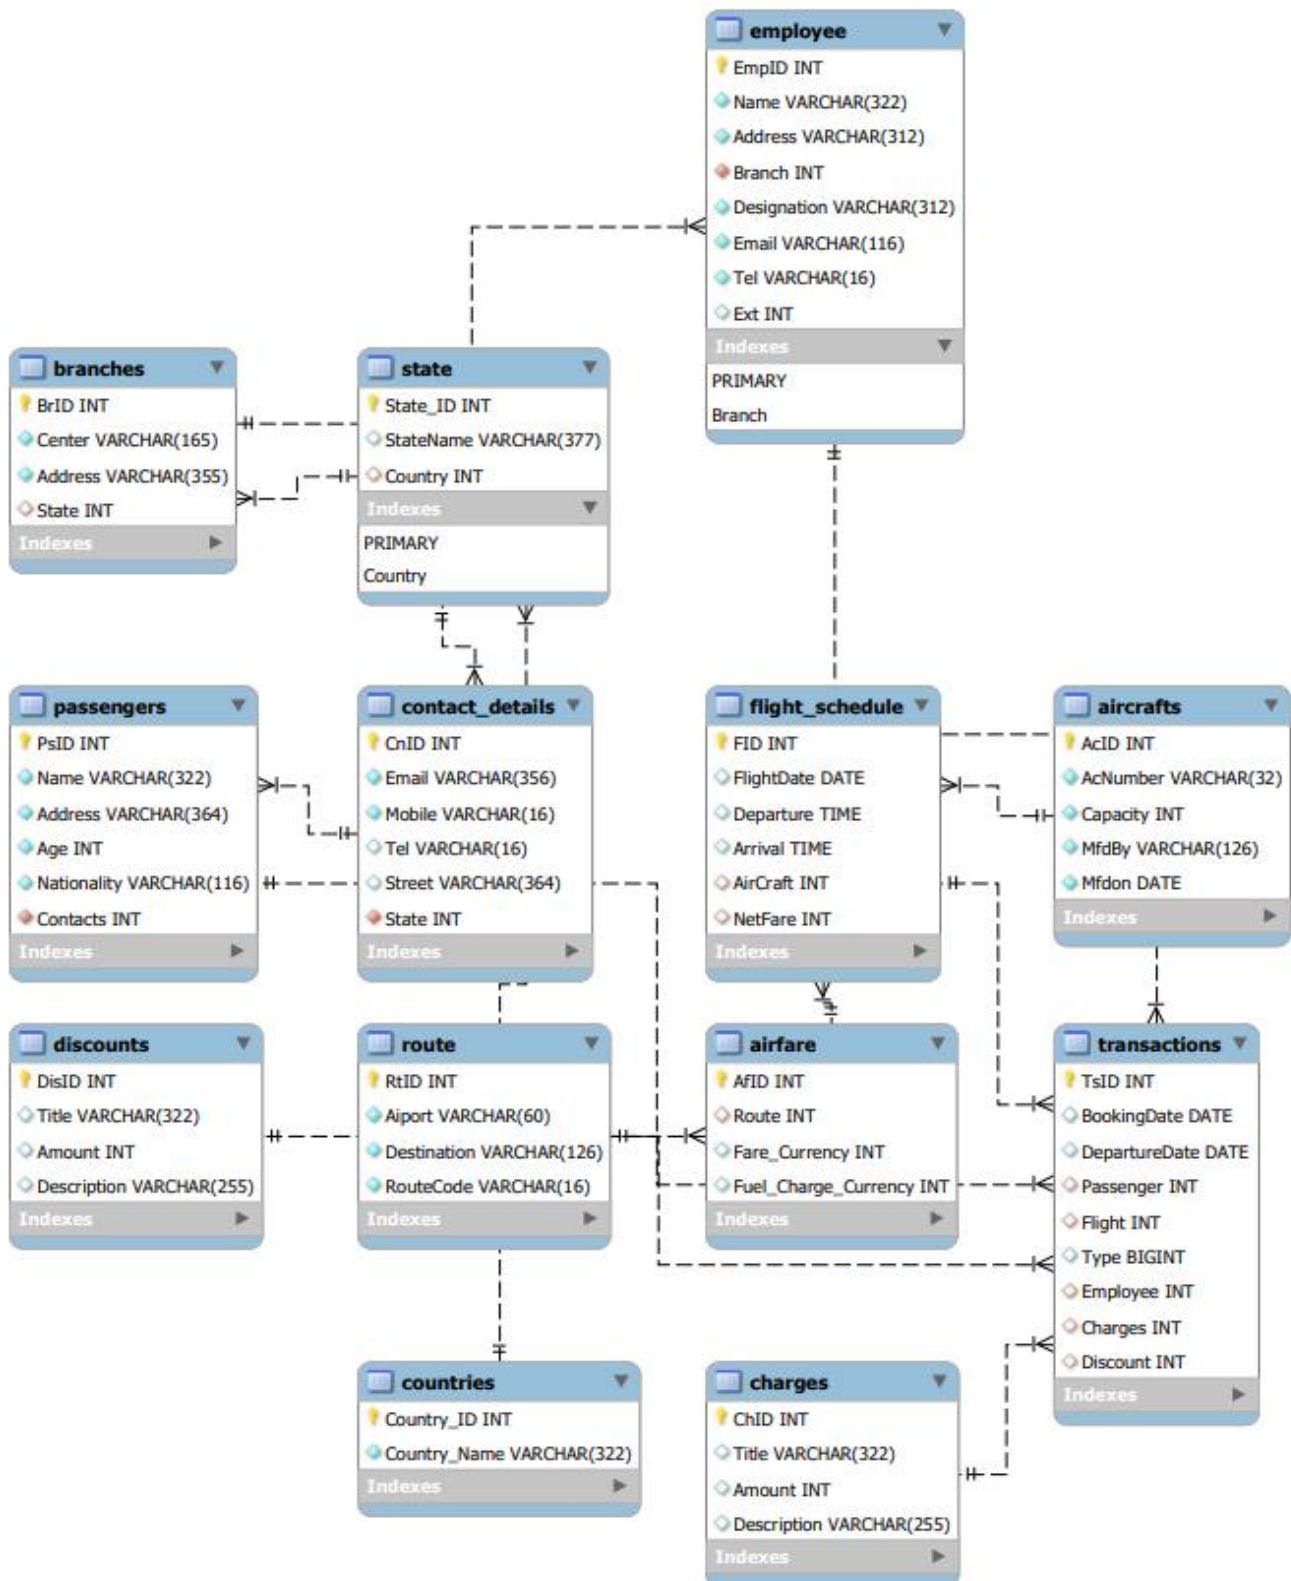 employee
EmpID INT
Name VARCHAR(322)
Address VARCHAR(312)
Branch INT
Designation VARCHAR(312)
Email VARCHAR(116)
Tel VARCHAR(16)
Ext INT
Indexes
PRIMARY
Branch
branches
BrID INT
Center VARCHAR(165)
Address VARCHAR(355)
State INT
Indexes
state
State_ID INT
StateName VARCHAR(377)
Country INT
Indexes
PRIMARY
Country
passengers
PsID INT
Name VARCHAR(322)
Address VARCHAR(364)
Age INT
Nationality VARCHAR(116)
Contacts INT
Indexes
contact_details
CnID INT
Email VARCHAR(356)
Mobile VARCHAR(16)
Tel VARCHAR(16)
Street VARCHAR(364)
State INT
Indexes
flight_schedule
FID INT
FlightDate DATE
Departure TIME
Arrival TIME
AirCraft INT
NetFare INT
Indexes
aircrafts
AcID INT
AcNumber VARCHAR(32)
Capacity INT
MfdBy VARCHAR(126)
Mfdon DATE
Indexes
discounts
DisID INT
Title VARCHAR(322)
Amount INT
Description VARCHAR(255)
Indexes
route
RtID INT
Aiport VARCHAR(60)
Destination VARCHAR(126)
RouteCode VARCHAR(16)
Indexes
airfare
AfID INT
Route INT
Fare_Currency INT
Fuel_Charge_Currency INT
Indexes
transactions
TsID INT
BookingDate DATE
DepartureDate DATE
Passenger INT
Flight INT
Type BIGINT
Employee INT
Charges INT
Discount INT
Indexes
countries
Country_ID INT
Country_Name VARCHAR(322)
Indexes
charges
ChID INT
Title VARCHAR(322)
Amount INT
Description VARCHAR(255)
Indexes